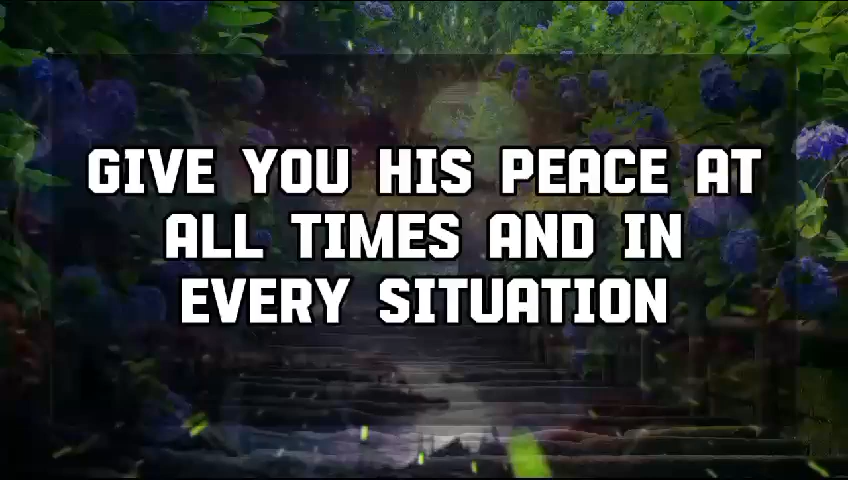 GIVE YOU HIS PEACE AT
ALL TIMES AND IN
EVERY SITUATION